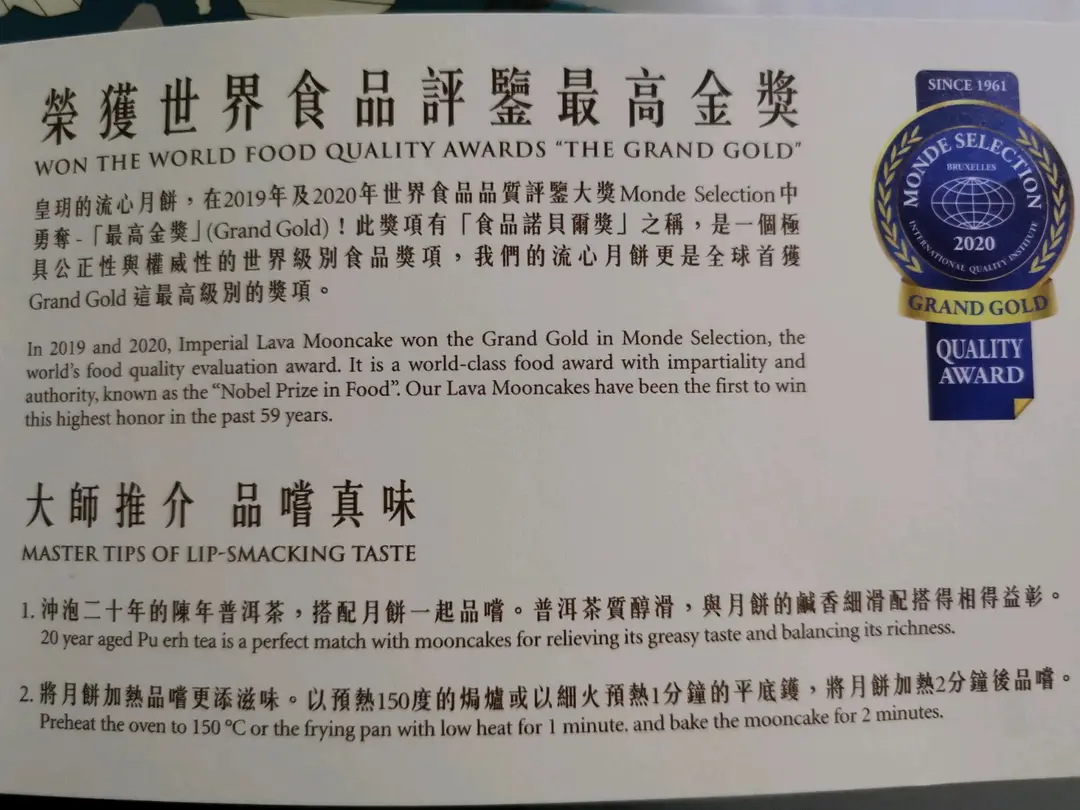 榮獲世界食品評鑒最高金獎
WON THE WORLD FOOD QUALITY AWARDS “THE GRAND GOLD”
皇玥的流心月餅，在2019年及2020年世界食品品質評鑒大獎Monde Selection中
勇奪-「最高金獎」(Grand Gold)！此獎項有「食品諾貝爾獎」之稱，是一個極
具公正性與權威性的世界級別食品獎項，我們的流心月餅更是全球首獲
Grand Gold 這最高級別的獎項。
In 2019 and 2020, Imperial Lava Mooncake won the Grand Gold in Monde Selection, the
world’s food quality evaluation award. It is a world-class food award with impartiality and
authority, known as the “Nobel Prize in Food”. Our Lava Mooncakes have been the first to win
this highest honor in the past 59 years.
SINCE 1961
MONDE SELECTION
BRUXELLES
2020
INTERNATIONAL QUALITY INSTITUTE
GRAND GOLD
QUALITY
AWARD
大師推介 品嚐真味
MASTER TIPS OF LIP-SMACKING TASTE
1. 沖泡二十年的陳年普洱茶，搭配月餅一起品嚐。普洱茶質醇滑，與月餅的鹹香細滑配搭得相得益彰。
20 year aged Pu erh tea is a perfect match with mooncakes for relieving its greasy taste and balancing its richness.
2. 將月餅加熱品嚐更添滋味。以預熱150度的焗爐或以細火預熱1分鐘的平底鑊，將月餅加熱2分鐘後品嚐。
Preheat the oven to 150 °C or the frying pan with low heat for 1 minute. and bake the mooncake for 2 minutes.